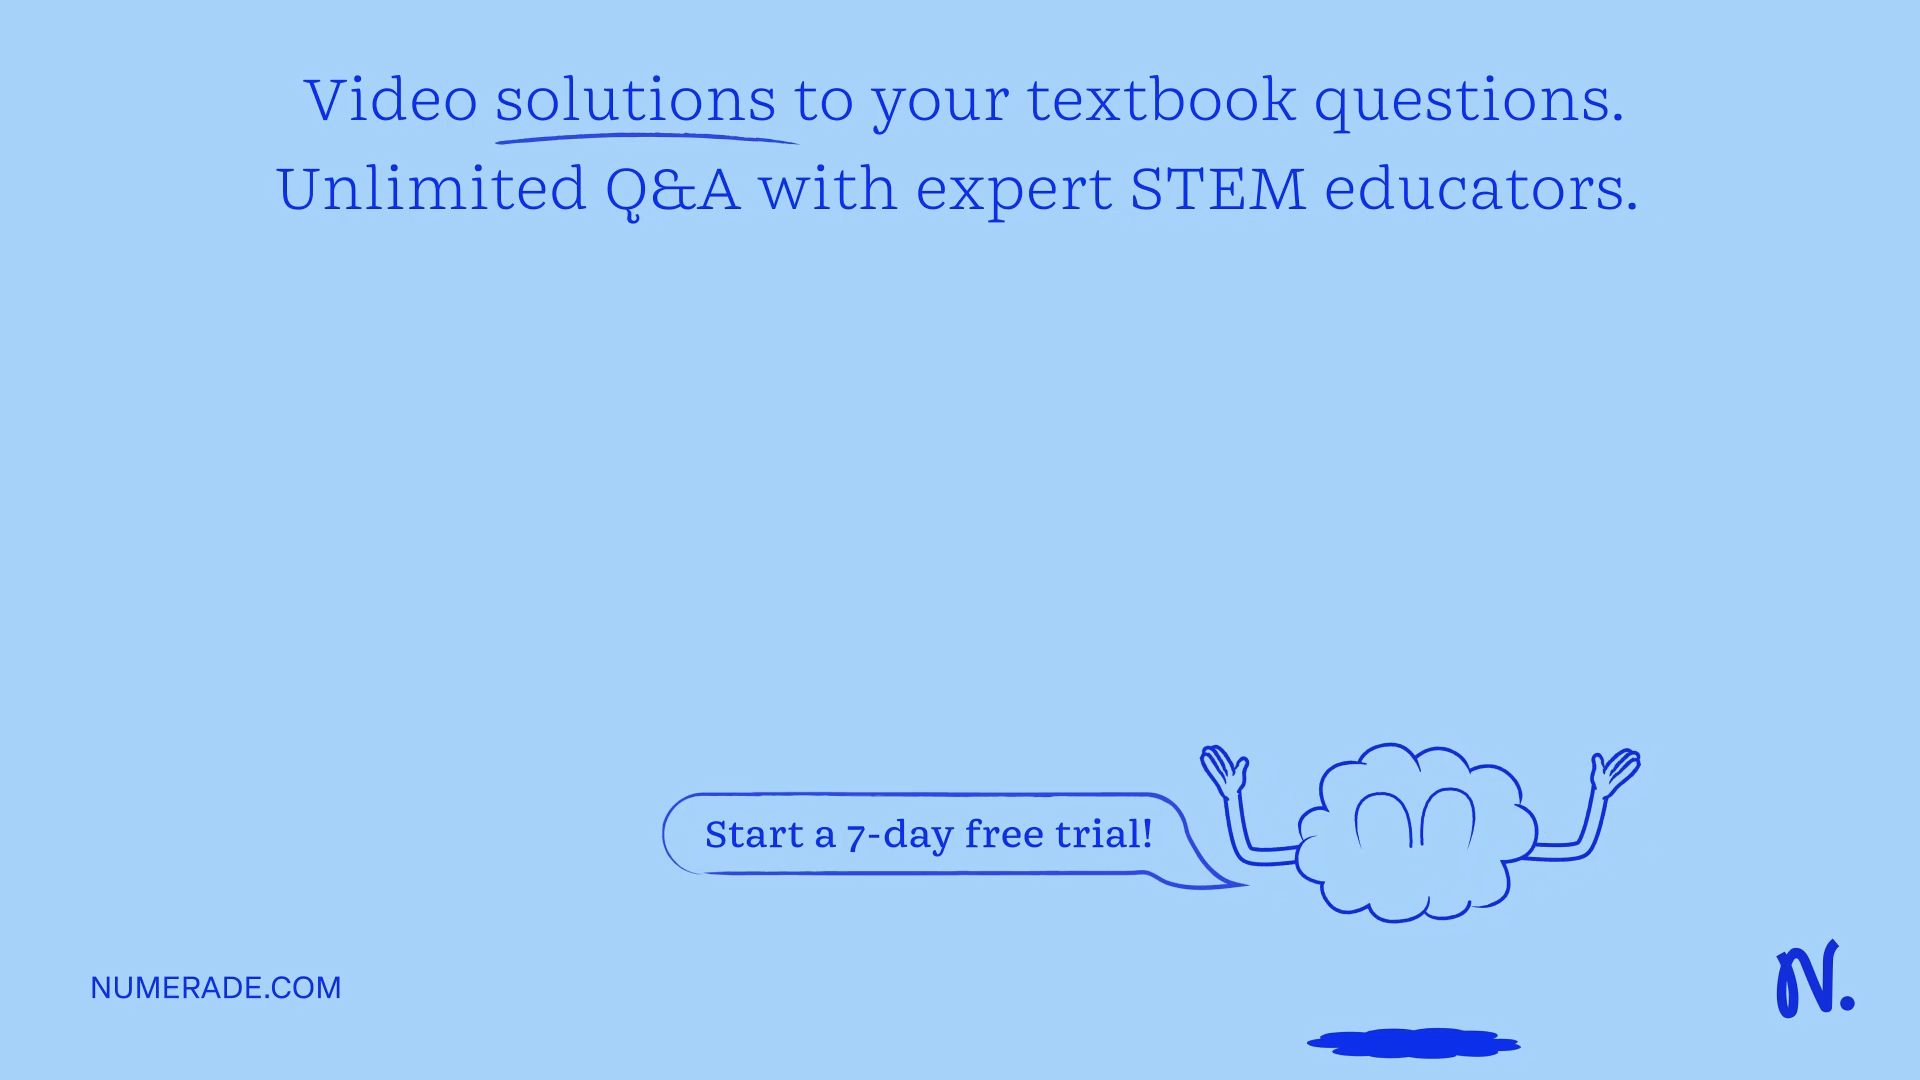 Video solutions to your textbook questions.
Unlimited Q&A with expert STEM educators.
Start a 7-day free trial!
NUMERADE.COM
N.